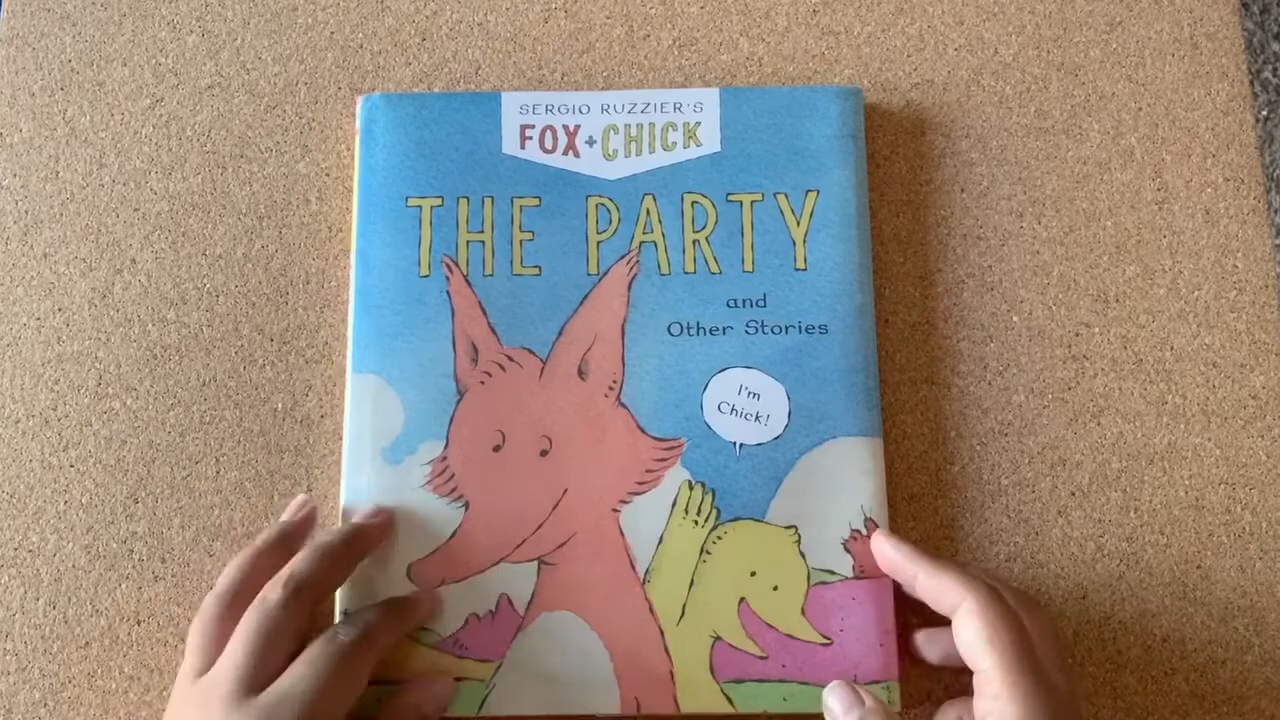 SERGIO RUZZIER'S
FOX + CHICK
THE PARTY
and
Other Stories
I'm
Chick!